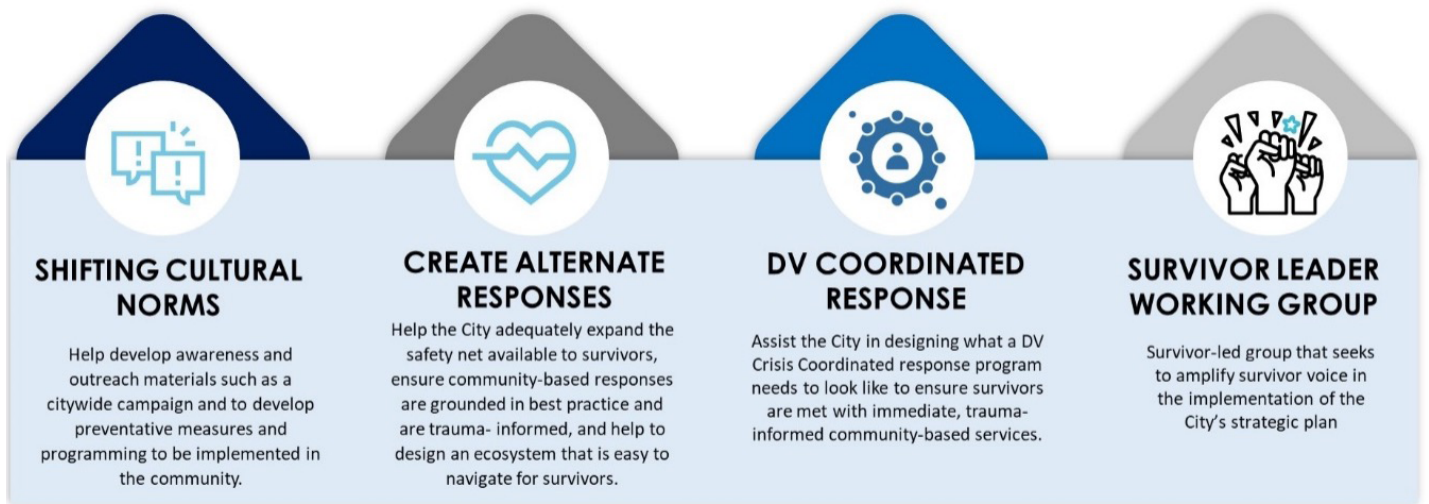 SHIFTING CULTURAL
NORMS
Help develop awareness and
outreach materials such as a
citywide campaign and to develop
preventative measures and
programming to be implemented in
the community.
CREATE ALTERNATE
RESPONSES
Help the City adequately expand the
safety net available to survivors,
ensure community-based responses
are grounded in best practice and
are trauma- informed, and help to
design an ecosystem that is easy to
navigate for survivors.
DV COORDINATED
RESPONSE
Assist the City in designing what a DV
Crisis Coordinated response program
needs to look like to ensure survivors
are met with immediate, trauma-
informed community-based services.
SURVIVOR LEADER
WORKING GROUP
Survivor-led group that seeks
to amplify survivor voice in
the implementation of the
City's strategic plan